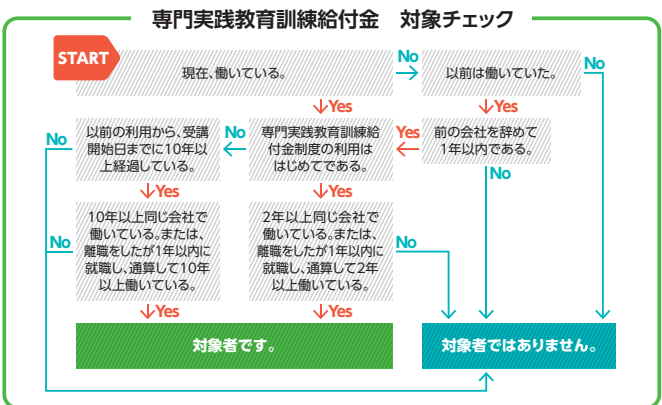 専門実践教育訓練給付金　対象チェック
START
現在、働いている。
No
以前は働いていた。
No
Yes
Yes
No
以前の利用から、受講
開始日までに10年以
上経過している。
No
専門実践教育訓練給
付金制度の利用は
はじめてである。
Yes
前の会社を辞めて
1年以内である。
No
Yes
Yes
No
10年以上同じ会社で
働いている。または、
離職をしたが1年以内に
就職し、通算して10年
以上働いている。
2年以上同じ会社で
働いている。または、
離職をしたが1年以内に
就職し、通算して2年
以上働いている。
No
Yes
Yes
対象者です。
対象者ではありません。